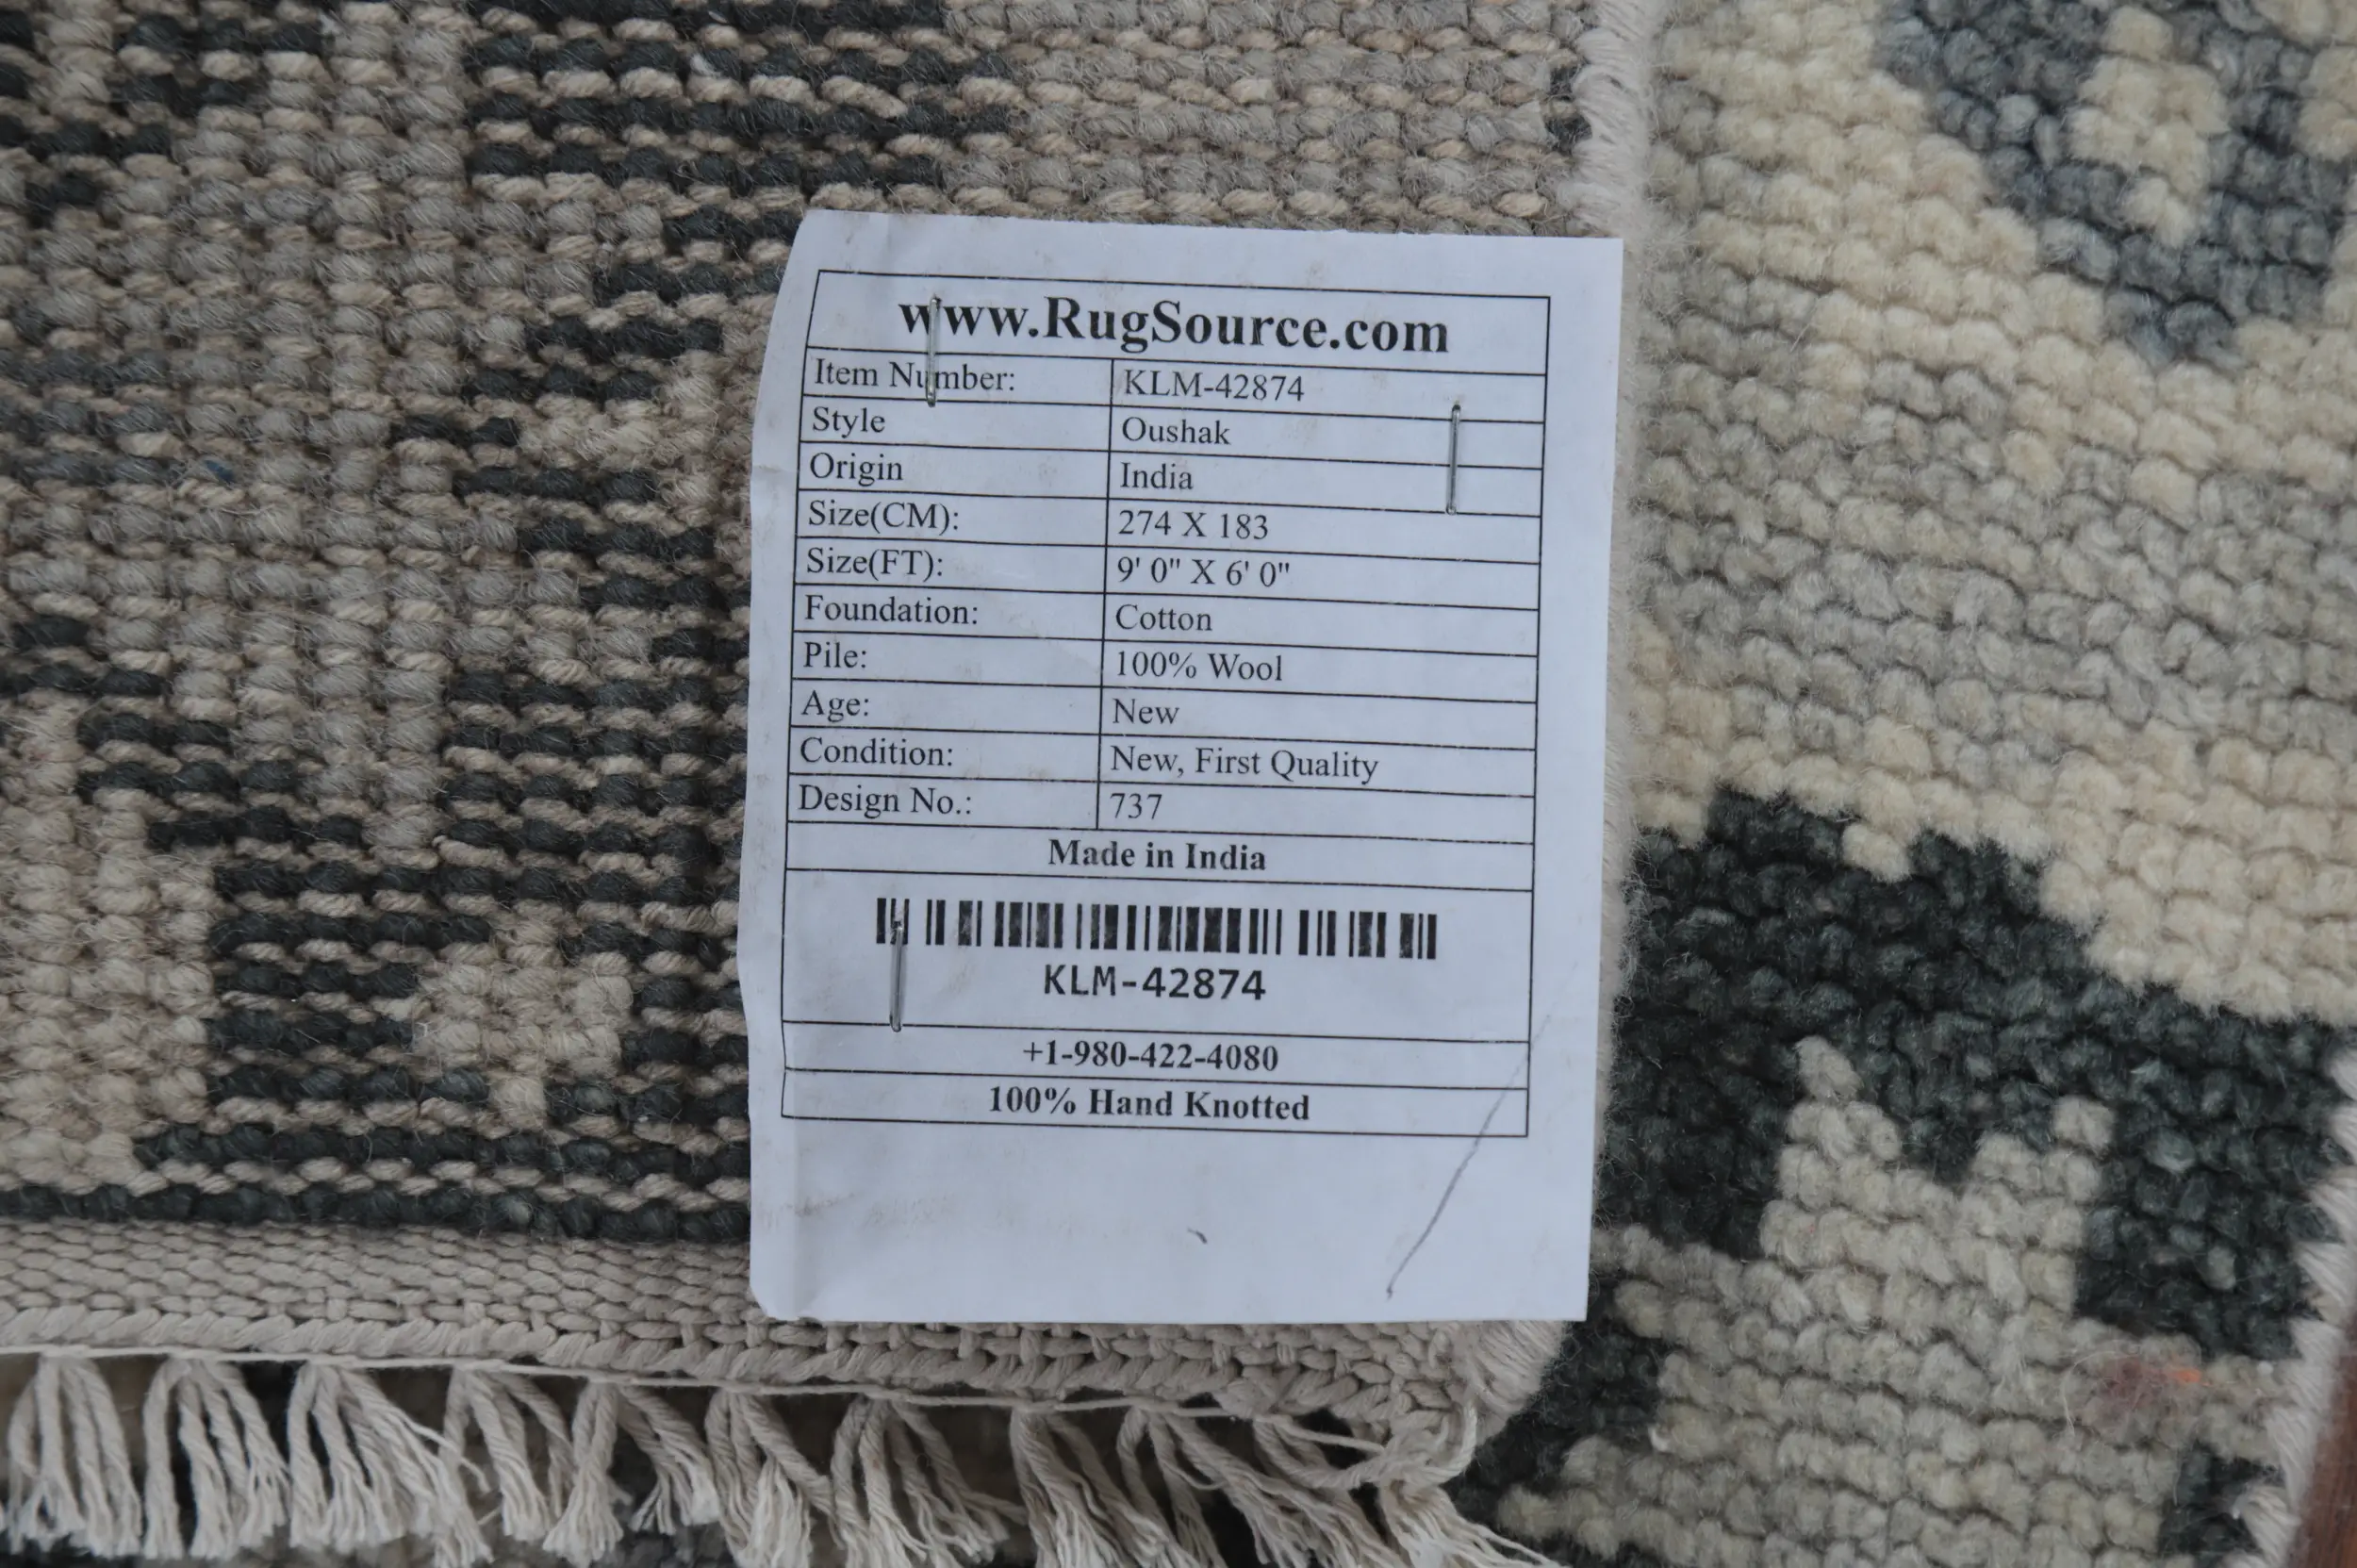 www.RugSource.com
Item Number: KLM-42874
Style Oushak
Origin India
Size(CM): 274 X 183
Size(FT): 9' 0" X 6' 0"
Foundation: Cotton
Pile: 100% Wool
Age: New
Condition: New, First Quality
Design No.: 737
Made in India
KLM-42874
+1-980-422-4080
100% Hand Knotted